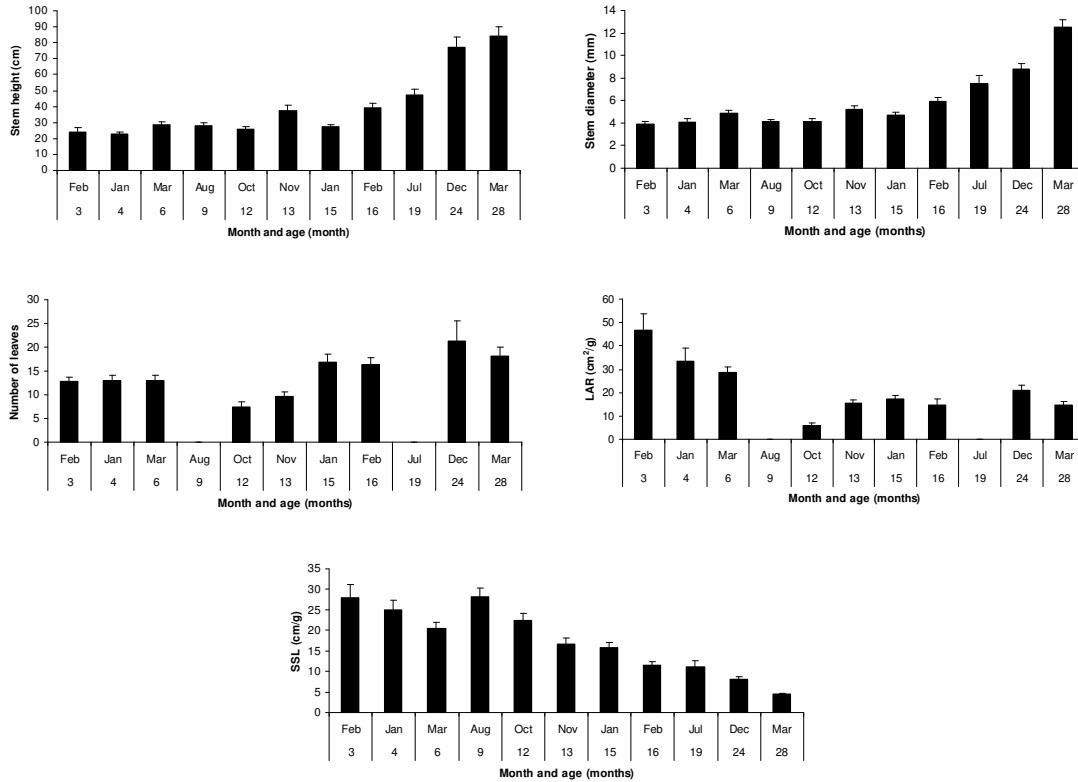 Stem height (cm)
100
90
80
70
60
50
40
30
20
10
0
Feb Jan Mar Aug Oct Nov Jan Feb Jul Dec Mar
3 4 6 9 12 13 15 16 19 24 28
Month and age (month)
Stem diameter (mm)
14
12
10
8
6
4
2
0
Feb Jan Mar Aug Oct Nov Jan Feb Jul Dec Mar
3 4 6 9 12 13 15 16 19 24 28
Month and age (months)
Number of leaves
30
25
20
15
10
5
0
Feb Jan Mar Aug Oct Nov Jan Feb Jul Dec Mar
3 4 6 9 12 13 15 16 19 24 28
Month and age (months)
LAR (cm²/g)
60
50
40
30
20
10
0
Feb Jan Mar Aug Oct Nov Jan Feb Jul Dec Mar
3 4 6 9 12 13 15 16 19 24 28
Month and age (months)
SSL (cm/g)
35
30
25
20
15
10
5
0
Feb Jan Mar Aug Oct Nov Jan Feb Jul Dec Mar
3 4 6 9 12 13 15 16 19 24 28
Month and age (months)